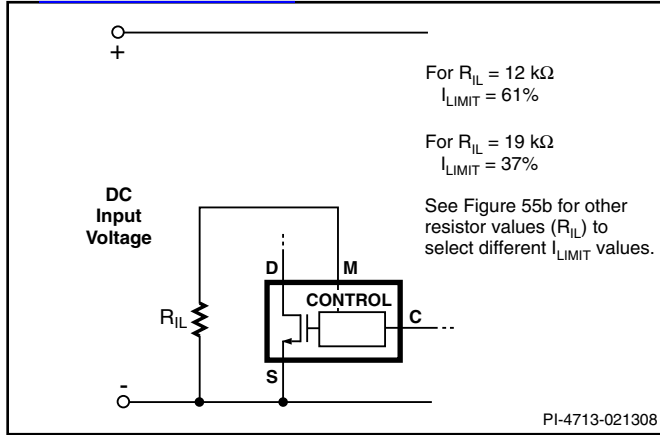 +
For R_IL = 12 kΩ
I_LIMIT = 61%
For R_IL = 19 kΩ
I_LIMIT = 37%
See Figure 55b for other
resistor values (R_IL) to
select different I_LIMIT values.
DC
Input
Voltage
D
M
CONTROL
C
R_IL
S
-
PI-4713-021308